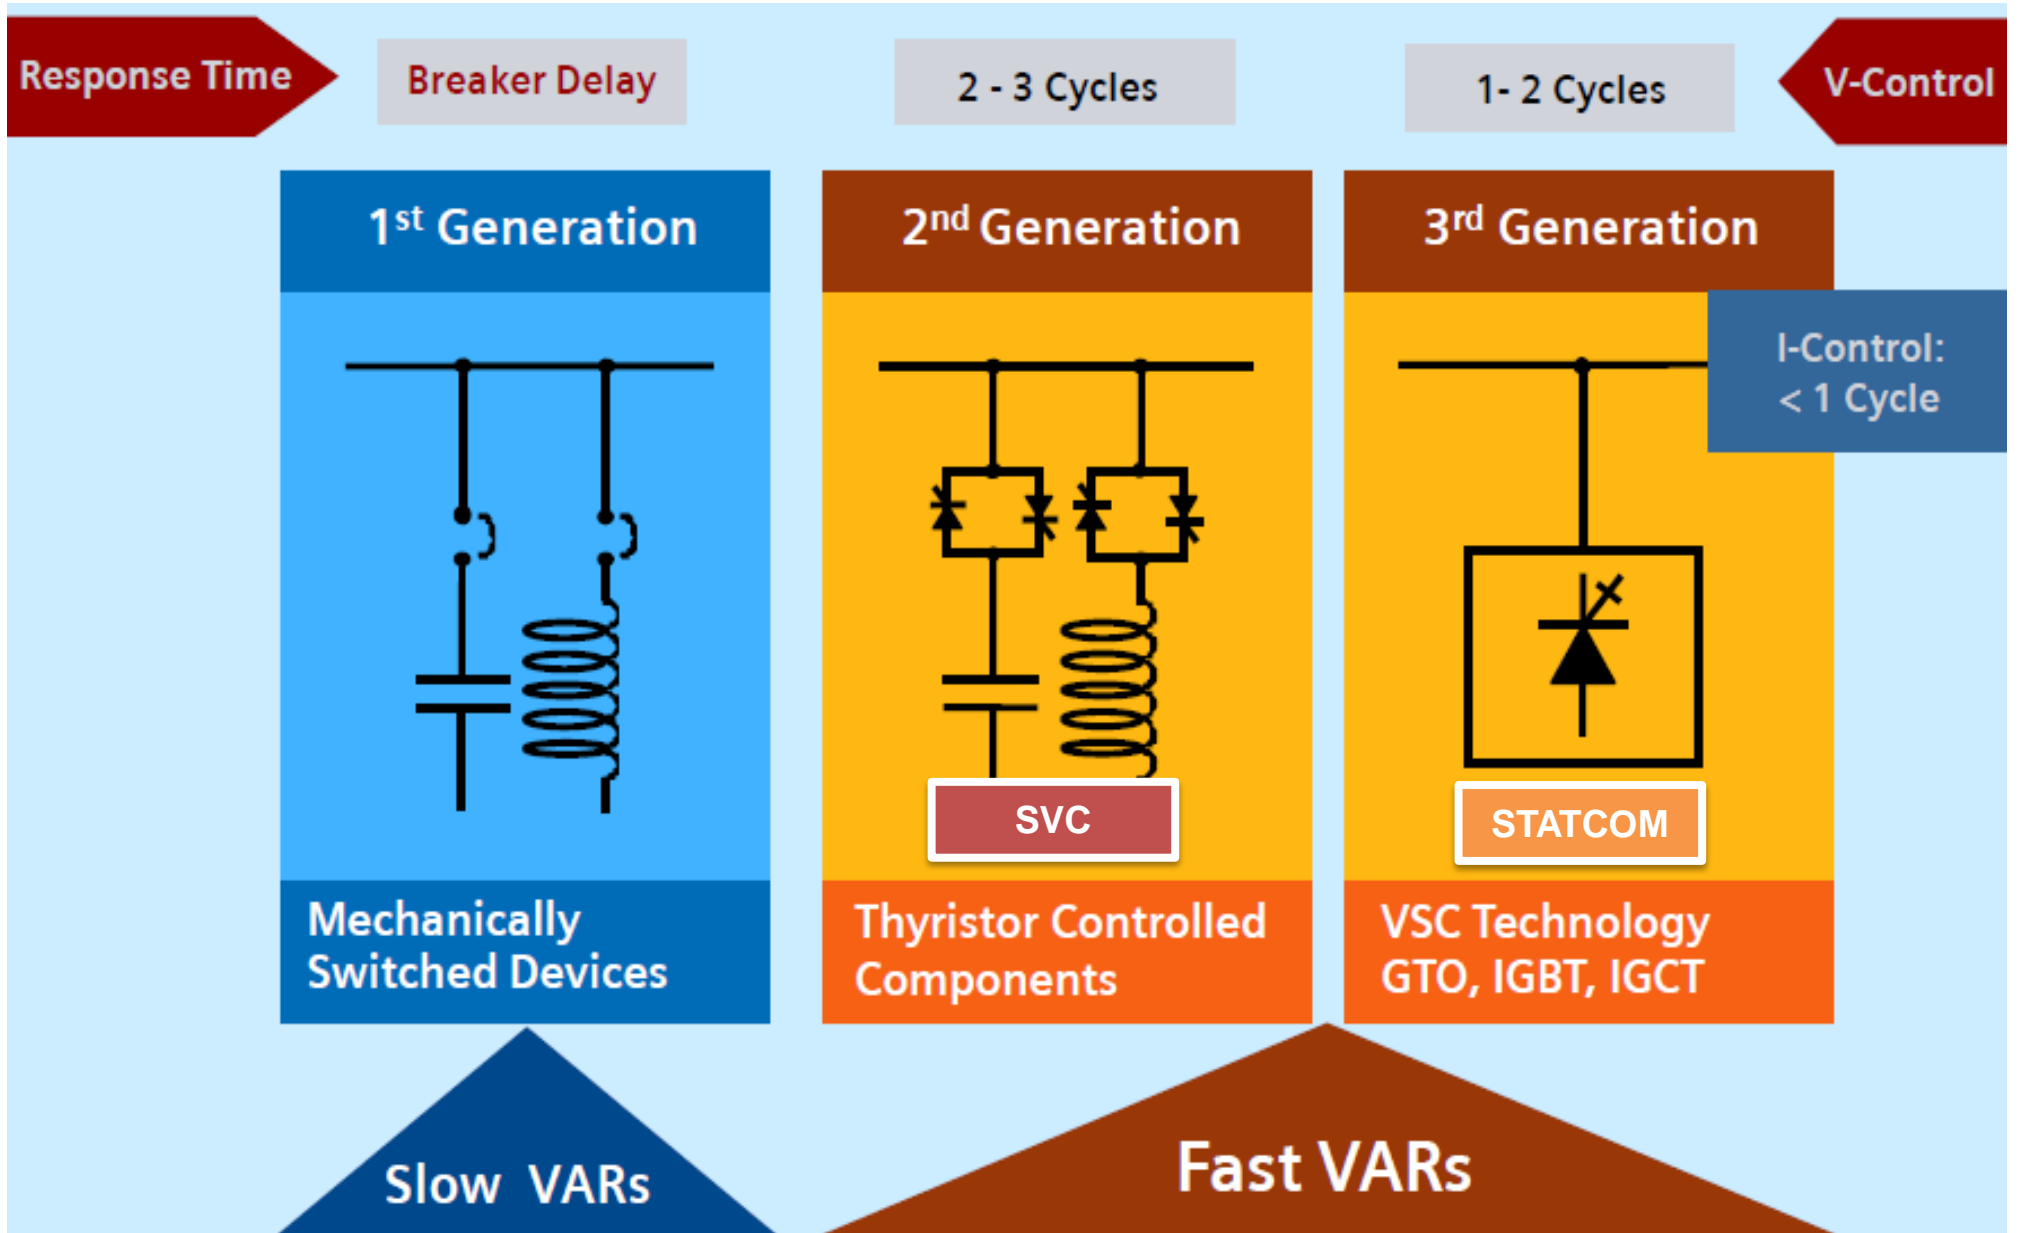 Response Time
Breaker Delay
2 - 3 Cycles
1- 2 Cycles
V-Control
1st Generation
2nd Generation
3rd Generation
I-Control:
< 1 Cycle
SVC
STATCOM
Mechanically
Switched Devices
Thyristor Controlled
Components
VSC Technology
GTO, IGBT, IGCT
Slow VARs
Fast VARs